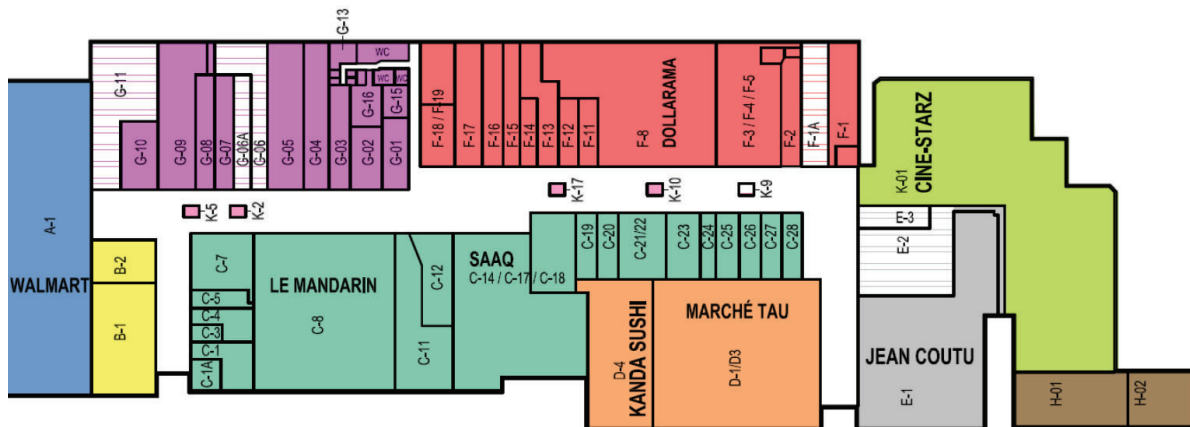 G-13
WC
G-11
G-10
G-09
G-08
G-07
G-06A
G-06
G-05
G-04
G-03
G-16
G-02
WC
WC
G-15
G-01
F-18 / F-19
F-17
F-16
F-15
F-14
F-13
F-12
F-11
F-8
DOLLARAMA
F-3 / F-4 / F-5
F-2
F-1A
F-1
K-01
CINE-STARZ
K-5
K-2
K-17
K-10
K-9
A-1
WALMART
B-2
B-1
C-7
C-5
C-4
C-3
C-1
C-1A
LE MANDARIN
C-8
C-12
C-11
SAAQ
C-14 / C-17 / C-18
C-19
C-20
C-21/22
C-23
C-24
C-25
C-26
C-27
C-28
D-4
KANDA SUSHI
MARCHÉ TAU
D-1/D3
E-3
E-2
JEAN COUTU
E-1
H-01
H-02